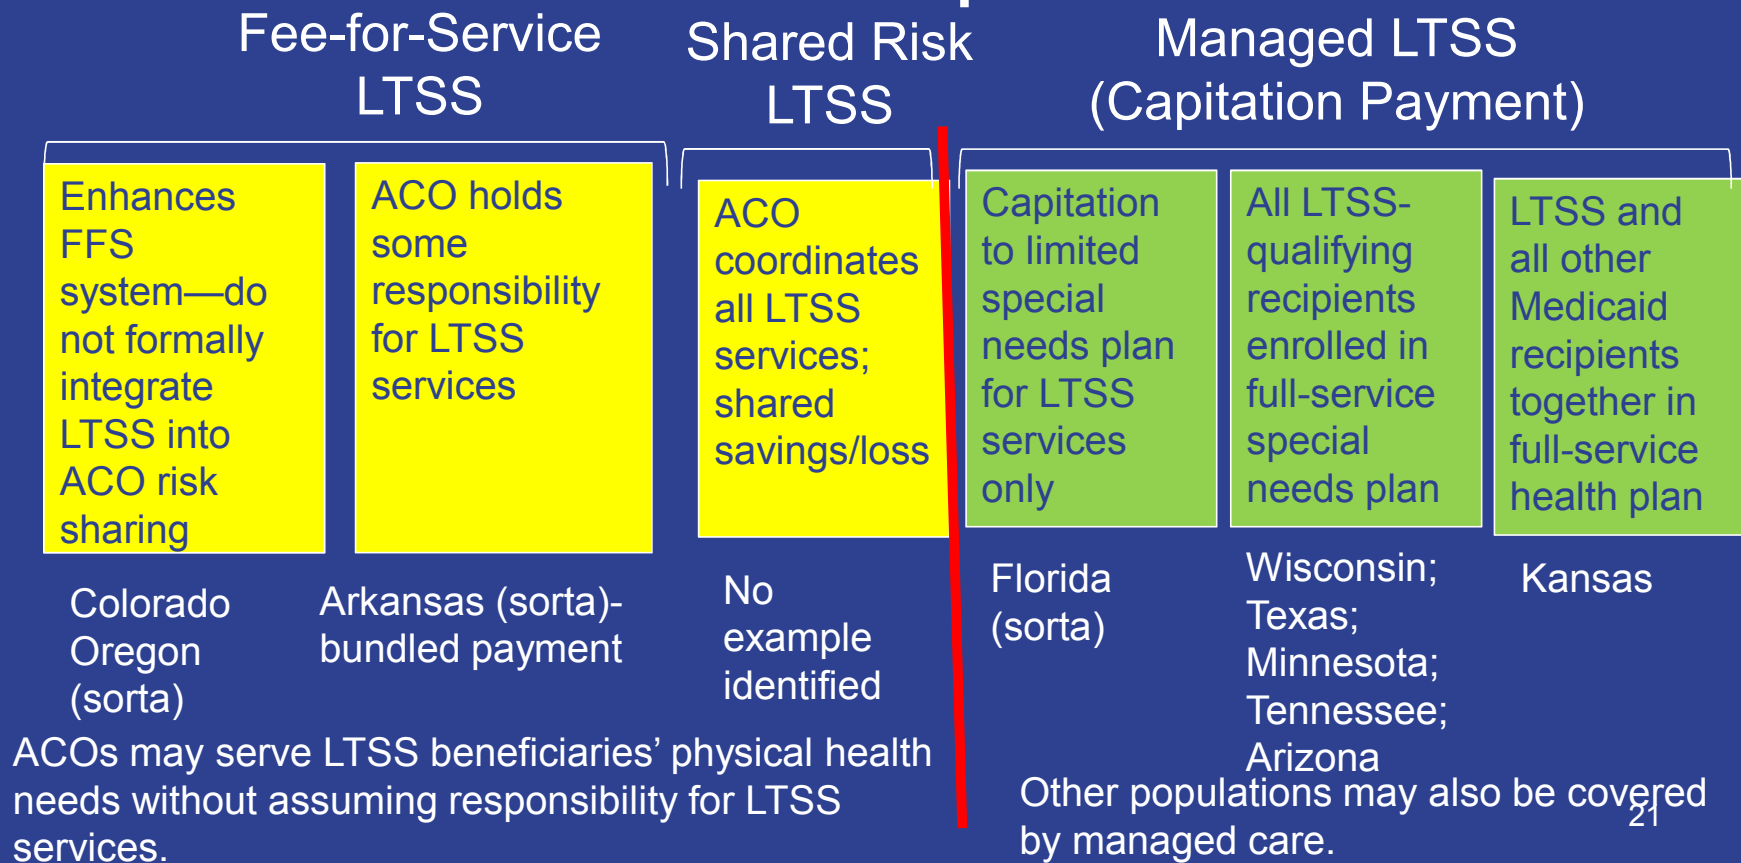 Fee-for-Service
LTSS
Shared Risk
LTSS
Managed LTSS
(Capitation Payment)
Enhances
FFS
system—do
not formally
integrate
LTSS into
ACO risk
sharing
ACO holds
some
responsibility
for LTSS
services
ACO
coordinates
all LTSS
services;
shared
savings/loss
Capitation
to limited
special
needs plan
for LTSS
services
only
All LTSS-
qualifying
recipients
enrolled in
full-service
special
needs plan
LTSS and
all other
Medicaid
recipients
together in
full-service
health plan
Colorado
Oregon
(sorta)
Arkansas (sorta)-
bundled payment
No
example
identified
Florida
(sorta)
Wisconsin;
Texas;
Minnesota;
Tennessee;
Arizona
Kansas
ACOs may serve LTSS beneficiaries’ physical health
needs without assuming responsibility for LTSS
services.
Other populations may also be covered
by managed care.
21